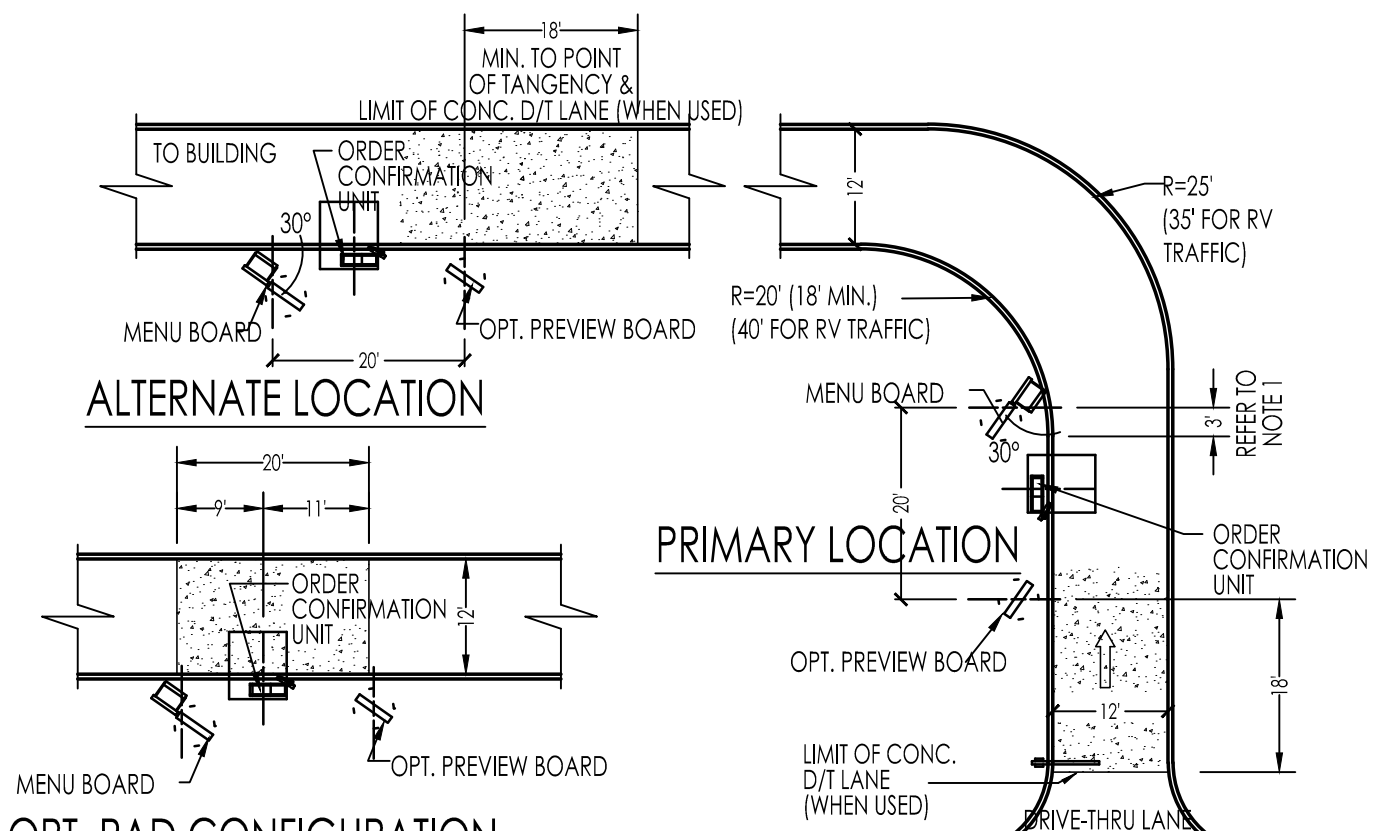 18'
MIN. TO POINT
OF TANGENCY &
LIMIT OF CONC. D/T LANE (WHEN USED)
TO BUILDING
ORDER
CONFIRMATION
UNIT
30°
MENU BOARD
OPT. PREVIEW BOARD
20'
ALTERNATE LOCATION
12'
R=25'
(35' FOR RV
TRAFFIC)
R=20' (18' MIN.)
(40' FOR RV TRAFFIC)
MENU BOARD
30°
3'
REFER TO
NOTE 1
20'
PRIMARY LOCATION
ORDER
CONFIRMATION
UNIT
OPT. PREVIEW BOARD
12'
18'
LIMIT OF CONC.
D/T LANE
(WHEN USED)
DRIVE-THRU LANE
20'
9'
11'
ORDER
CONFIRMATION
UNIT
12'
MENU BOARD
OPT. PREVIEW BOARD
OPT. PAD CONFIGURATION